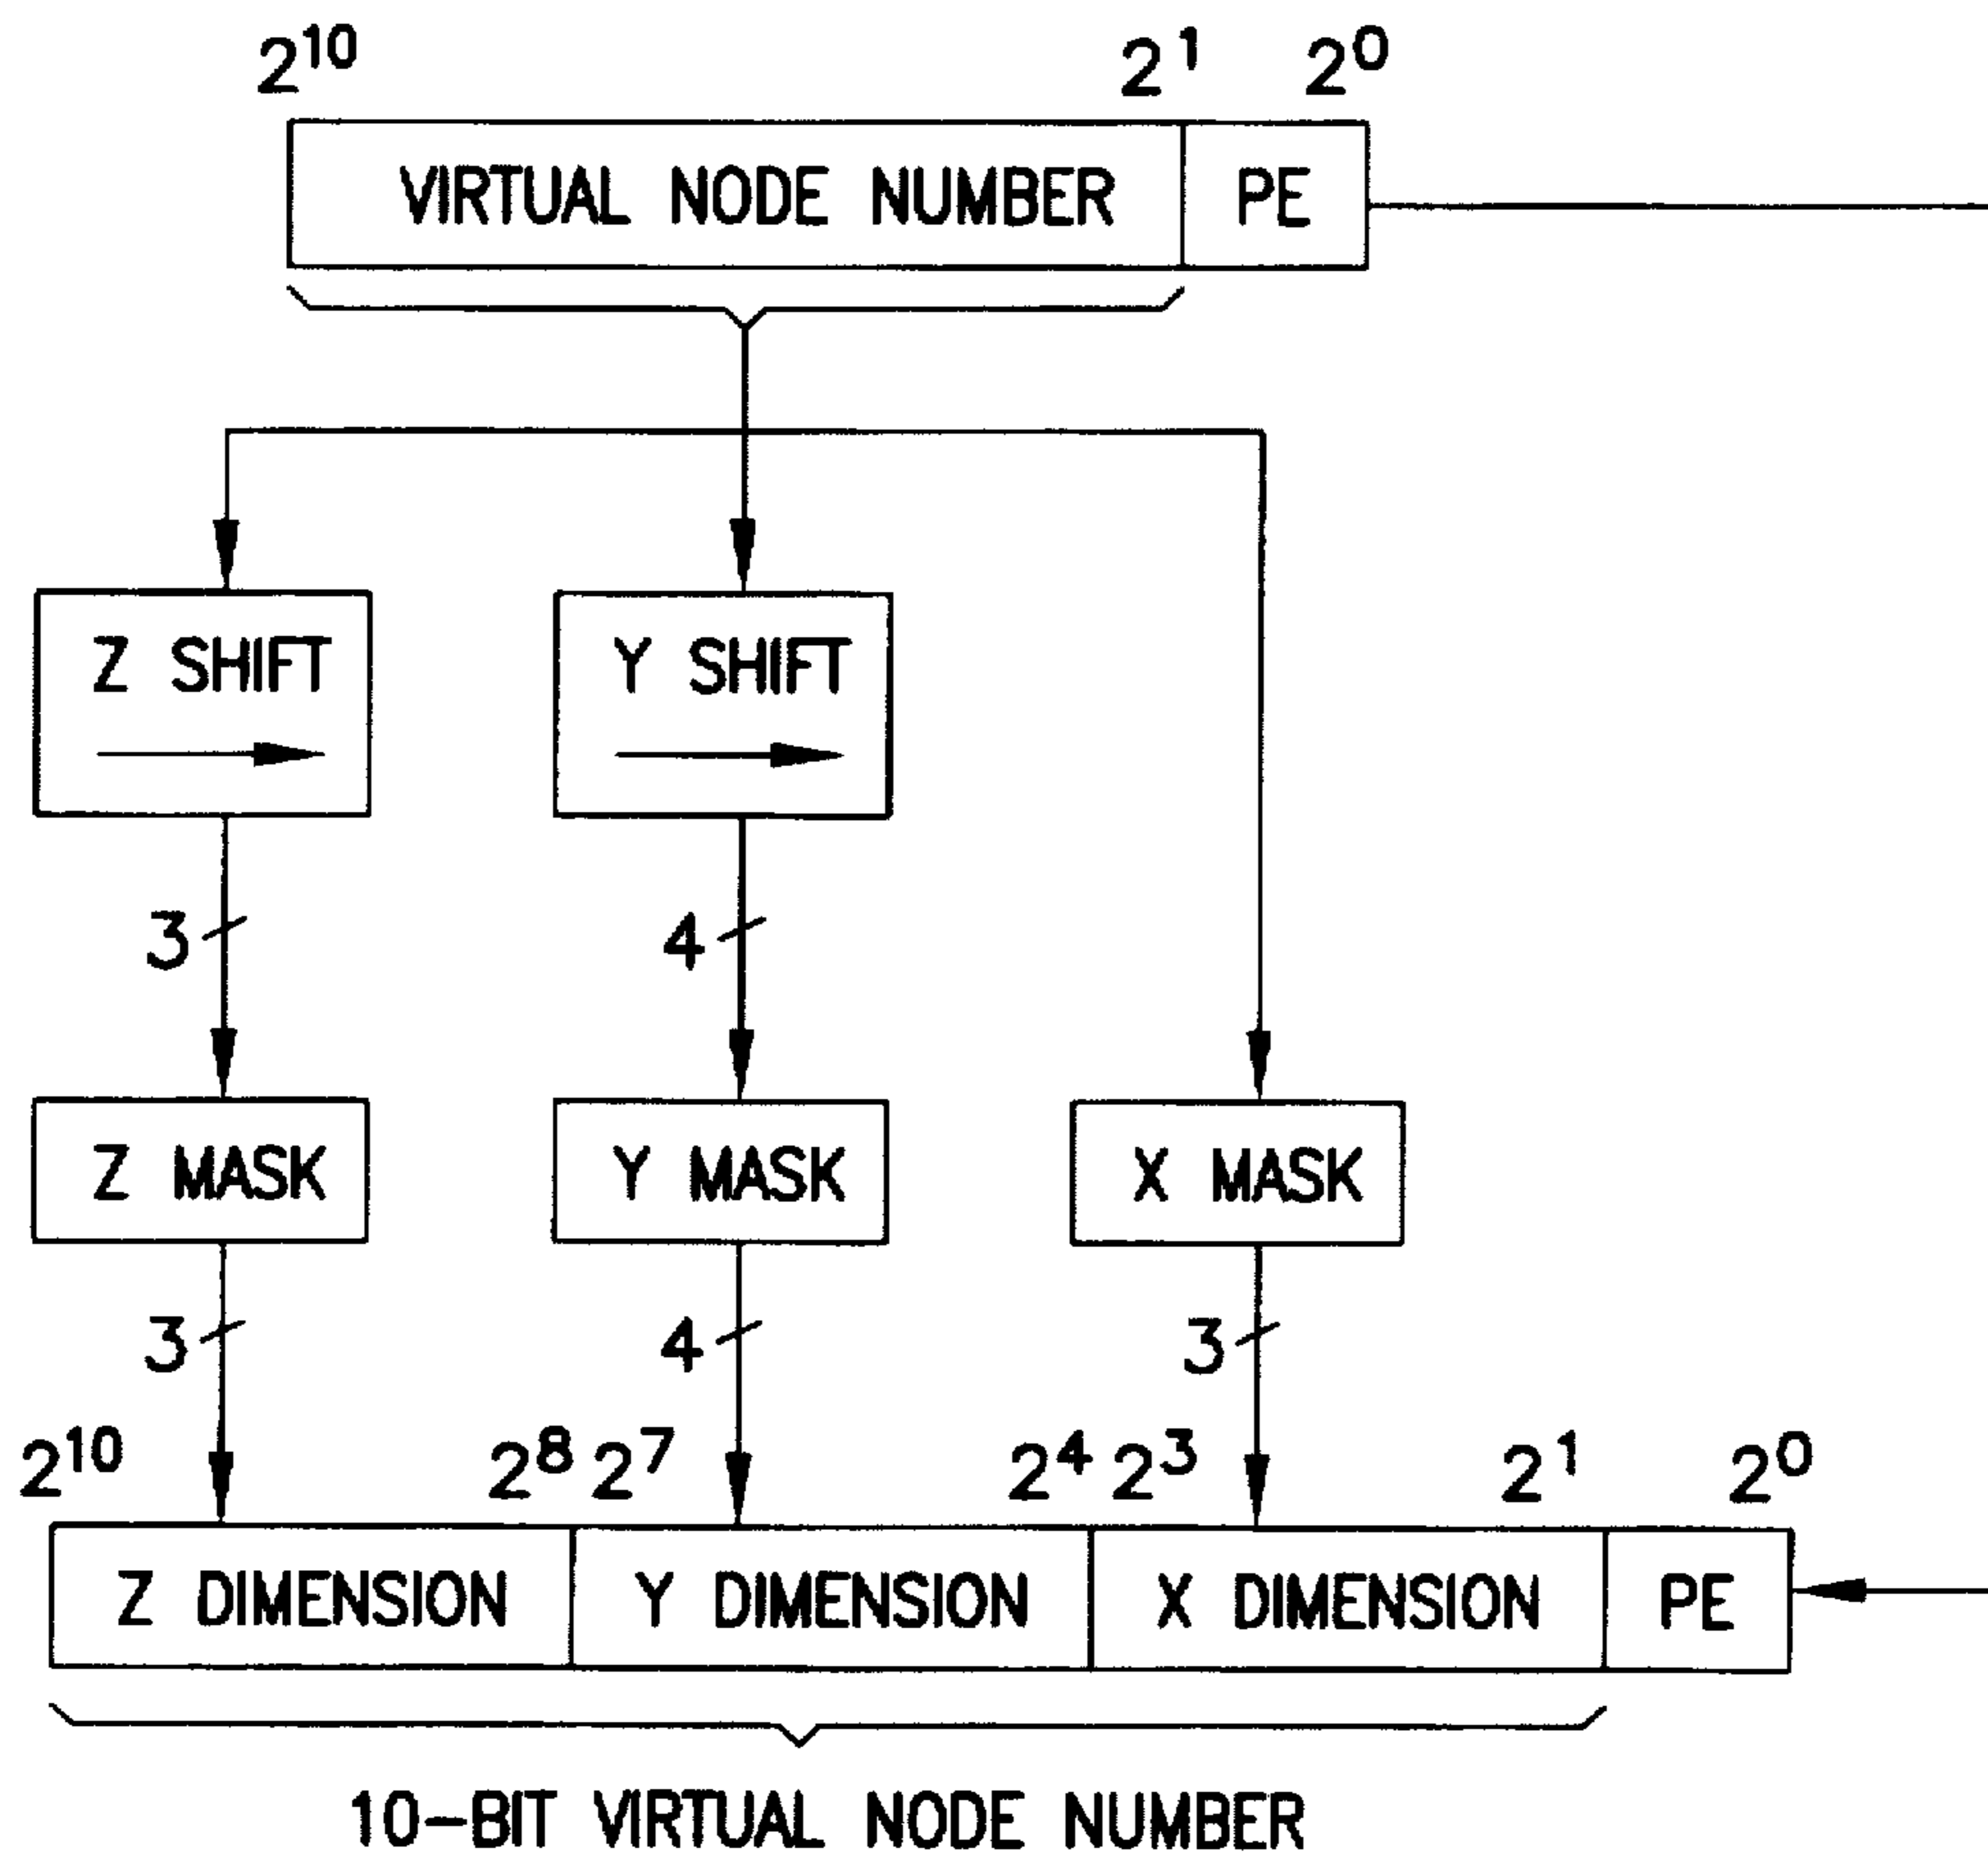 2^10 2^1 2^0
VIRTUAL NODE NUMBER PE
Z SHIFT Y SHIFT
3 4
Z MASK Y MASK X MASK
3 4 3
2^10 2^8 2^7 2^4 2^3 2^1 2^0
Z DIMENSION Y DIMENSION X DIMENSION PE
10-BIT VIRTUAL NODE NUMBER